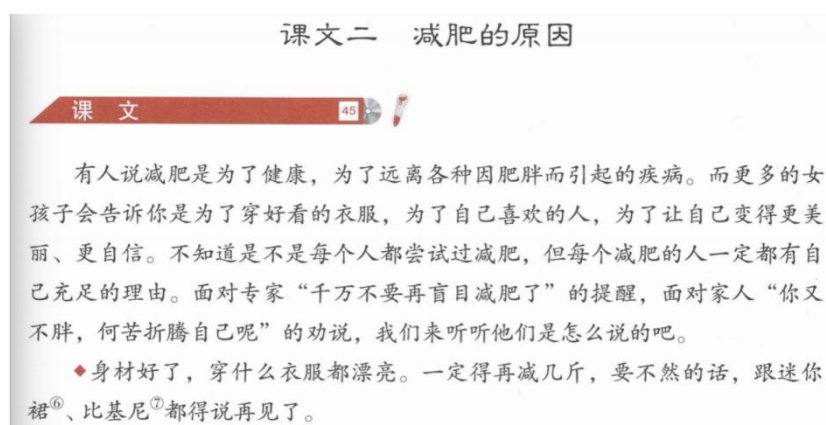 课文二 减肥的原因
课 文 45
有人说减肥是为了健康，为了远离各种因肥胖而引起的疾病。而更多的女
孩子会告诉你是为了穿好看的衣服，为了自己喜欢的人，为了让自己变得更美
丽、更自信。不知道是不是每个人都尝试过减肥，但每个减肥的人一定都有自
己充足的理由。面对专家“千万不要再盲目减肥了”的提醒，面对家人“你又
不胖，何苦折腾自己呢”的劝说，我们来听听他们是怎么说的吧。
◆身材好了，穿什么衣服都漂亮。一定得再减几斤，要不然的话，跟迷你
裙⑥、比基尼⑦都得说再见了。